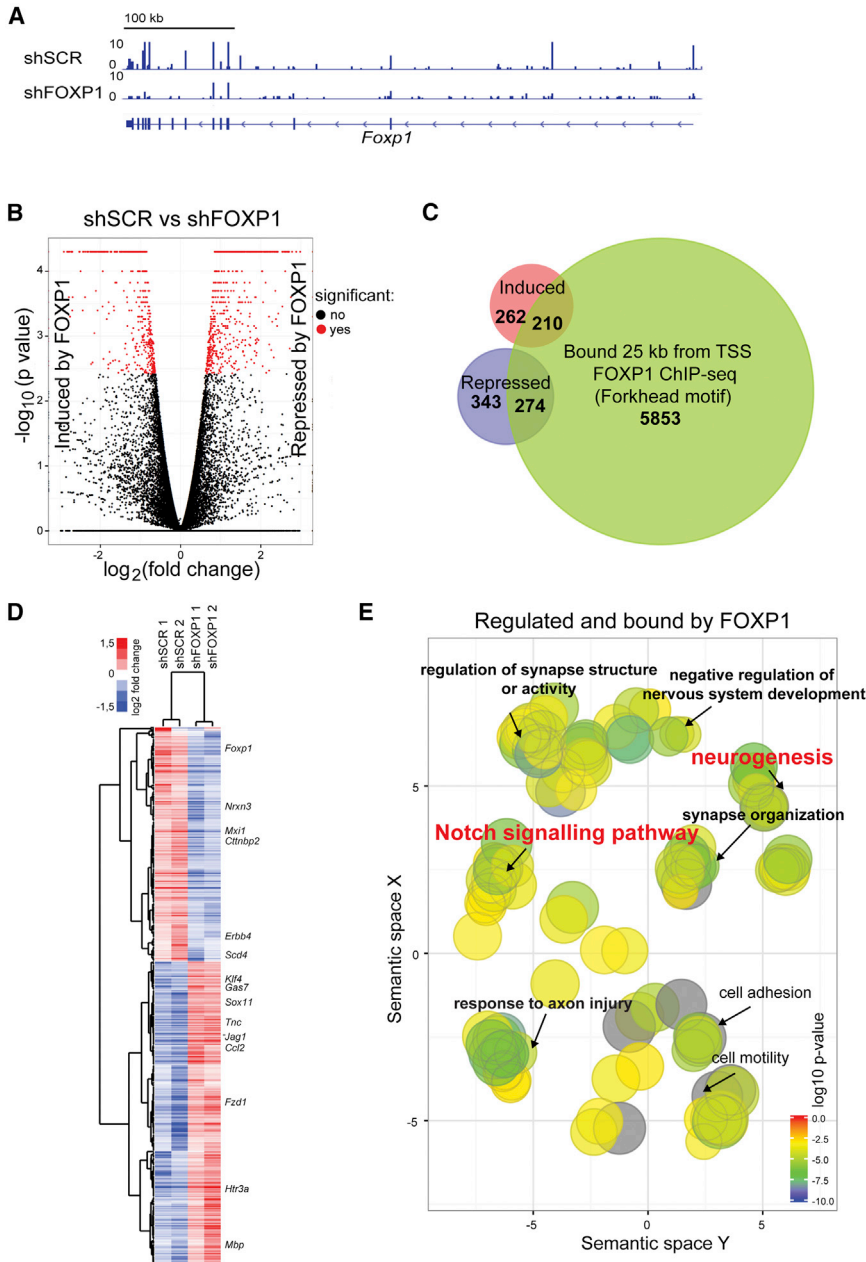 A
100 kb
shSCR
10
0
shFOXP1
10
0
Foxp1
B
shSCR vs shFOXP1
-log10 (p value)
4
3
2
1
0
Induced by FOXP1
Repressed by FOXP1
-2
0
2
log2(fold change)
significant:
no
yes
C
Induced
262
210
Repressed
343
274
Bound 25 kb from TSS
FOXP1 ChIP-seq
(Forkhead motif)
5853
D
1,5
0
-1,5
log2 fold change
shSCR 1
shSCR 2
shFOXP1 1
shFOXP1 2
Foxp1
Nrxn3
Mxi1
Cttnbp2
Erbb4
Scd4
Klf4
Gas7
Sox11
Tnc
Jag1
Ccl2
Fzd1
Htr3a
Mbp
E
Regulated and bound by FOXP1
regulation of synapse structure
or activity
negative regulation of
nervous system development
neurogenesis
synapse organization
Notch signalling pathway
response to axon injury
cell adhesion
cell motility
Semantic space X
5
0
-5
-5
0
5
Semantic space Y
log10 p-value
0.0
-2.5
-5.0
-7.5
-10.0